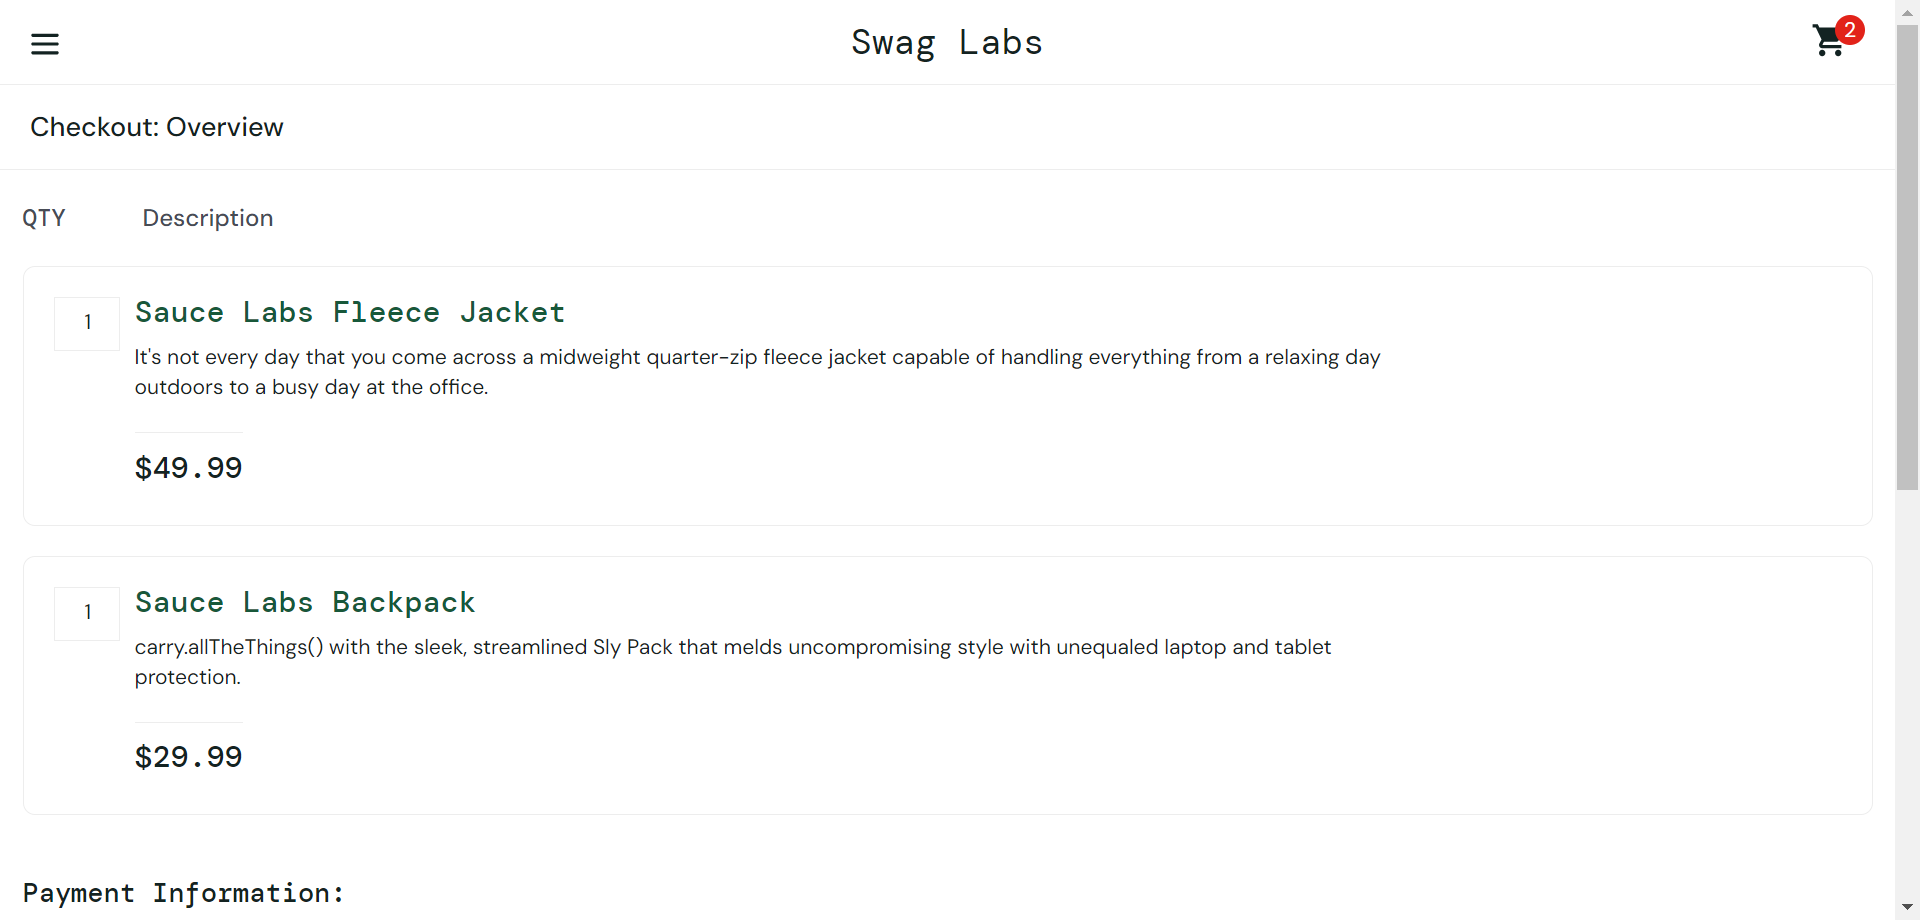 Swag Labs
2
Checkout: Overview
QTY Description
1
Sauce Labs Fleece Jacket
It's not every day that you come across a midweight quarter-zip fleece jacket capable of handling everything from a relaxing day
outdoors to a busy day at the office.
$49.99
1
Sauce Labs Backpack
carry.allTheThings() with the sleek, streamlined Sly Pack that melds uncompromising style with unequaled laptop and tablet
protection.
$29.99
Payment Information: